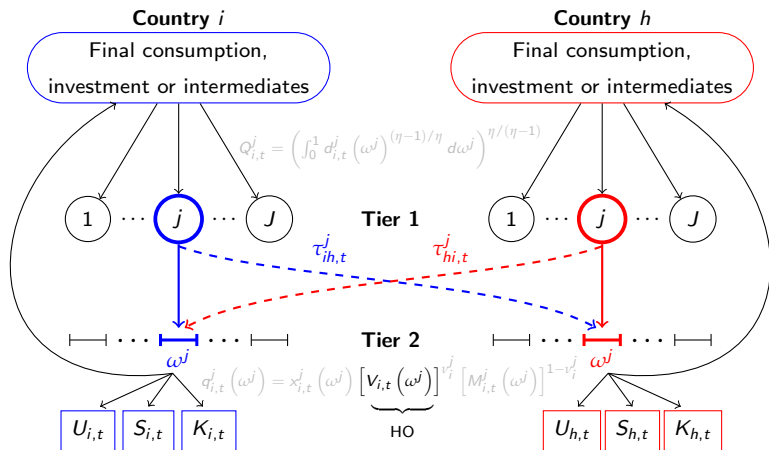 Country i
Country h
Final consumption,
investment or intermediates
Final consumption,
investment or intermediates
Q^j_{i,t} = (∫_0^1 d^j_{i,t} (ω^j)^{(η−1)/η} dω^j)^{η/(η−1)}
1 ··· j ··· J
Tier 1
1 ··· j ··· J
τ^j_{ih,t}
τ^j_{hi,t}
··· ···
Tier 2
··· ···
ω^j
ω^j
q^j_{i,t} (ω^j) = x^j_{i,t} (ω^j) [V_{i,t} (ω^j)]^{ν^j_i} [M^j_{i,t} (ω^j)]^{1−ν^j_i}
HO
U_{i,t} S_{i,t} K_{i,t}
U_{h,t} S_{h,t} K_{h,t}